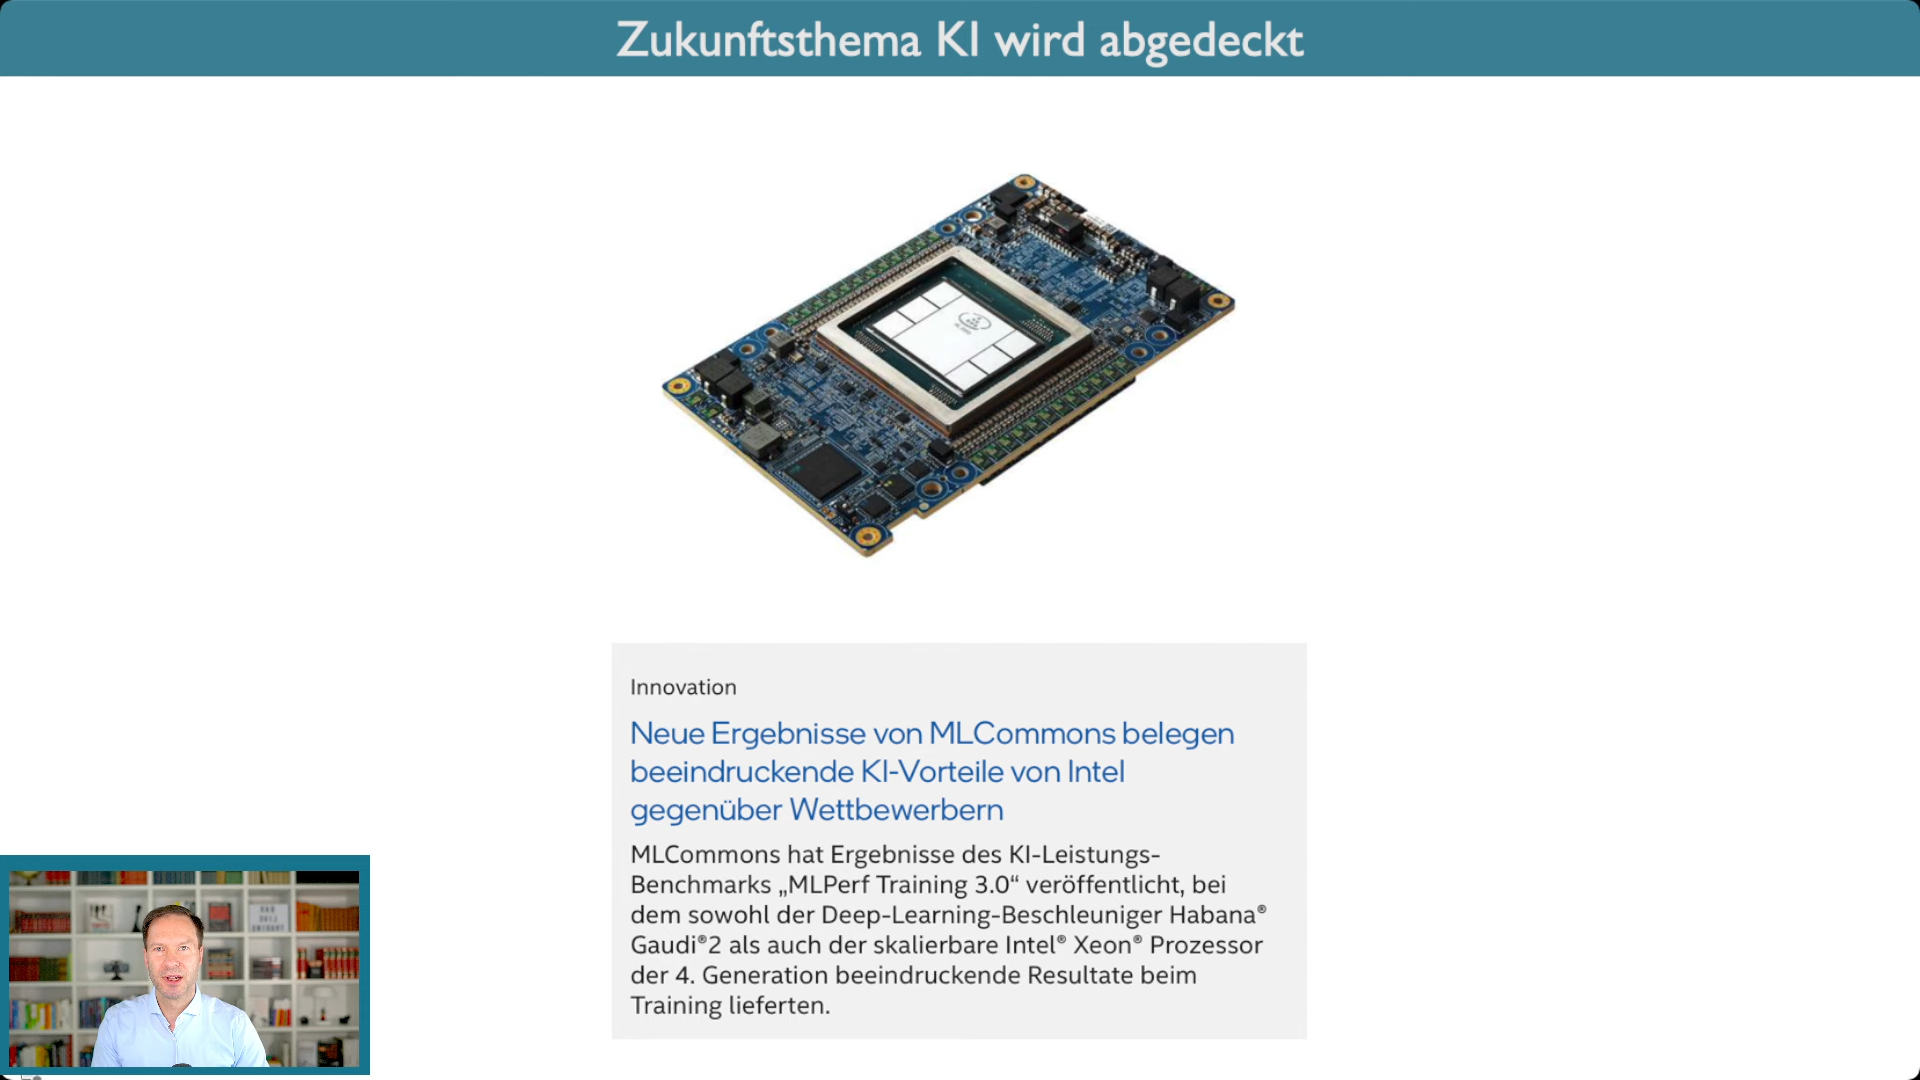 Zukunftsthema KI wird abgedeckt
Innovation
Neue Ergebnisse von MLCommons belegen
beeindruckende KI-Vorteile von Intel
gegenüber Wettbewerbern
MLCommons hat Ergebnisse des KI-Leistungs-
Benchmarks „MLPerf Training 3.0“ veröffentlicht, bei
dem sowohl der Deep-Learning-Beschleuniger Habana®
Gaudi®2 als auch der skalierbare Intel® Xeon® Prozessor
der 4. Generation beeindruckende Resultate beim
Training lieferten.